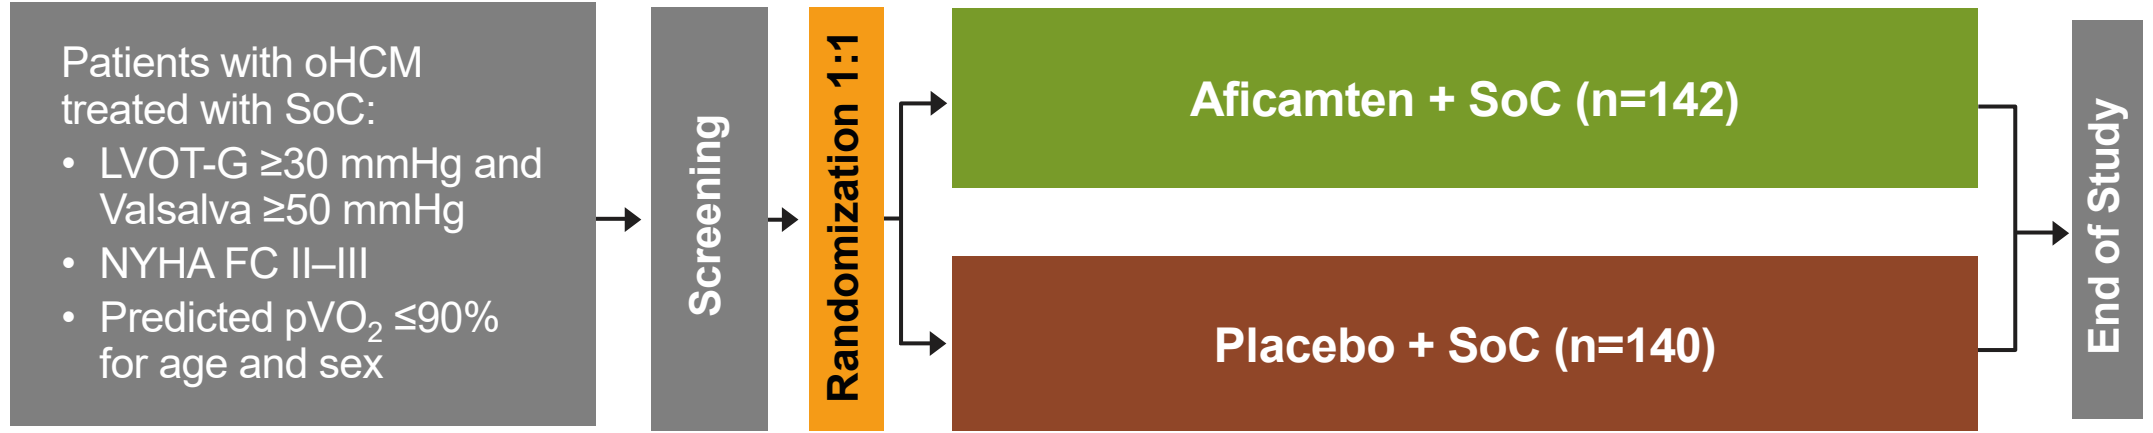 Patients with oHCM
treated with SoC:
• LVOT-G ≥30 mmHg and
Valsalva ≥50 mmHg
• NYHA FC II–III
• Predicted pVO₂ ≤90%
for age and sex
Screening
Randomization 1:1
Aficamten + SoC (n=142)
Placebo + SoC (n=140)
End of Study